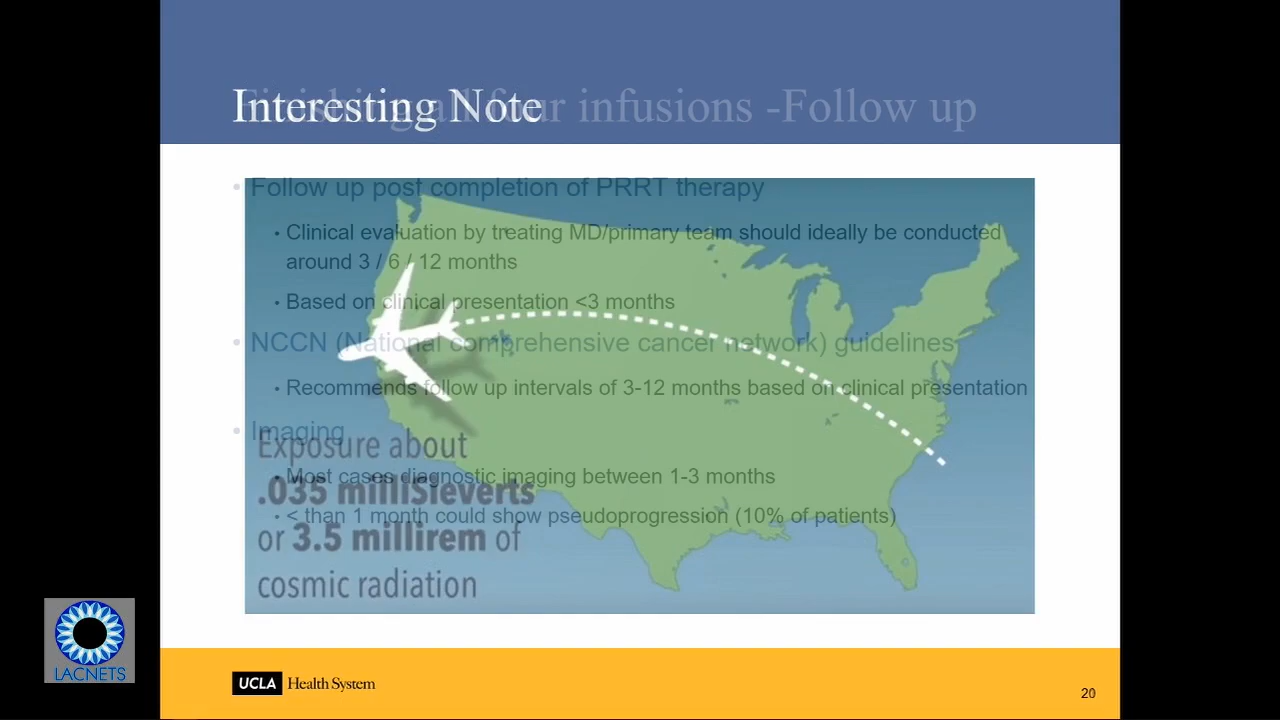 Interesting Note
Finishing all four infusions -Follow up
• Follow up post completion of PRRT therapy
• Clinical evaluation by treating MD/primary team should ideally be conducted
around 3 / 6 / 12 months
• Based on clinical presentation <3 months
• NCCN (National comprehensive cancer network) guidelines
• Recommends follow up intervals of 3-12 months based on clinical presentation
• Imaging
• Most cases diagnostic imaging between 1-3 months
• < than 1 month could show pseudoprogression (10% of patients)
Exposure about
.035 milliSieverts
or 3.5 millirem of
cosmic radiation
LACNETS
UCLA Health System
20